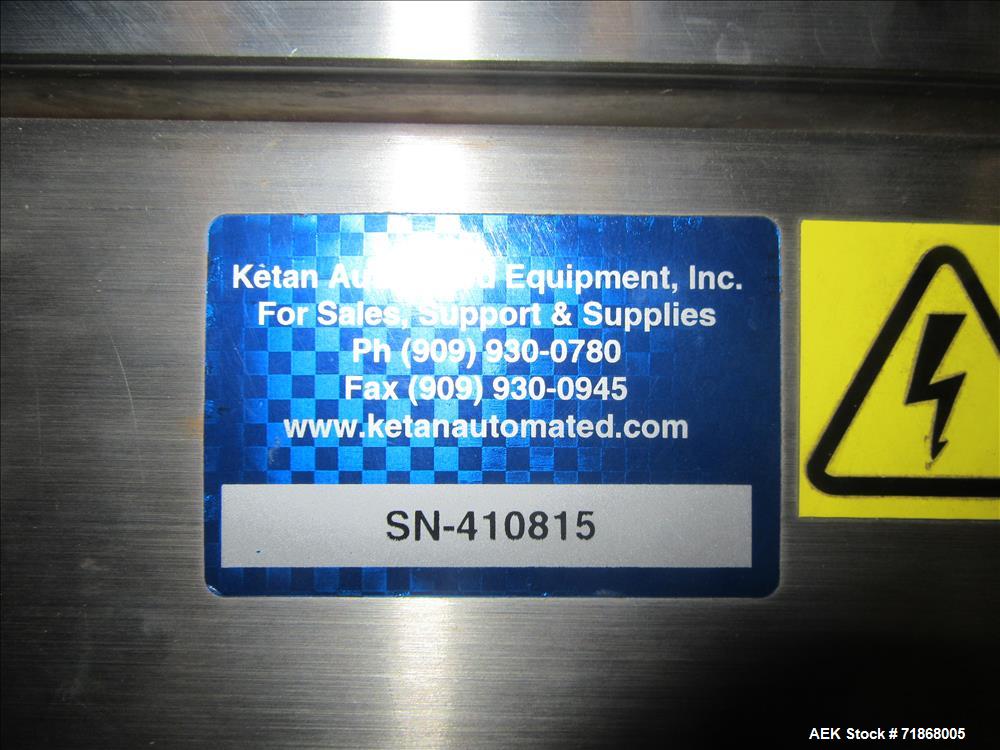 Ketan Automated Equipment, Inc.
For Sales, Support & Supplies
Ph (909) 930-0780
Fax (909) 930-0945
www.ketanautomated.com
SN-410815
AEK Stock # 71868005